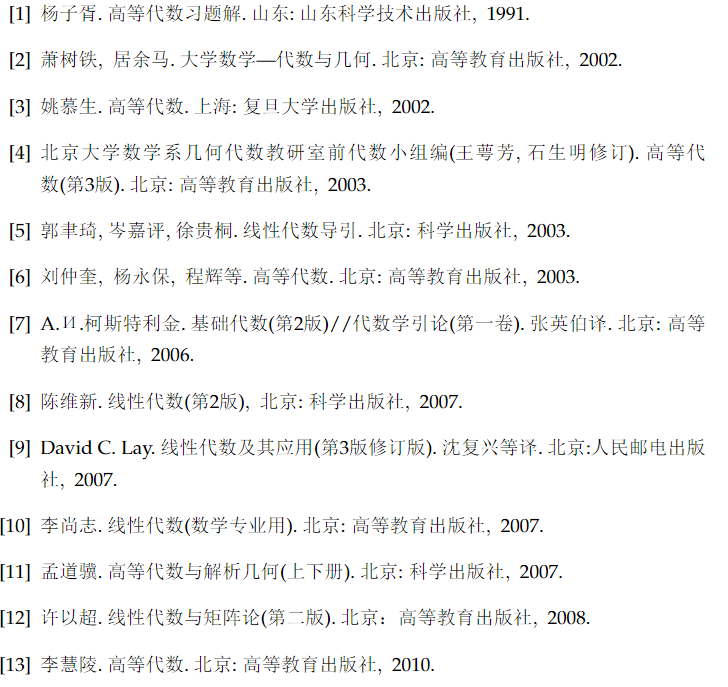 [1] 杨子胥. 高等代数习题解. 山东: 山东科学技术出版社, 1991.
[2] 萧树铁, 居余马. 大学数学—代数与几何. 北京: 高等教育出版社, 2002.
[3] 姚慕生. 高等代数. 上海: 复旦大学出版社, 2002.
[4] 北京大学数学系几何代数教研室前代数小组编(王萼芳, 石生明修订). 高等代
数(第3版). 北京: 高等教育出版社, 2003.
[5] 郭聿琦, 岑嘉评, 徐贵桐. 线性代数导引. 北京: 科学出版社, 2003.
[6] 刘仲奎, 杨永保, 程辉等. 高等代数. 北京: 高等教育出版社, 2003.
[7] A.И.柯斯特利金. 基础代数(第2版)//代数学引论(第一卷). 张英伯译. 北京: 高等
教育出版社, 2006.
[8] 陈维新. 线性代数(第2版), 北京: 科学出版社, 2007.
[9] David C. Lay. 线性代数及其应用(第3版修订版). 沈复兴等译. 北京:人民邮电出版
社, 2007.
[10] 李尚志. 线性代数(数学专业用). 北京: 高等教育出版社, 2007.
[11] 孟道骥. 高等代数与解析几何(上下册). 北京: 科学出版社, 2007.
[12] 许以超. 线性代数与矩阵论(第二版). 北京：高等教育出版社, 2008.
[13] 李慧陵. 高等代数. 北京: 高等教育出版社, 2010.